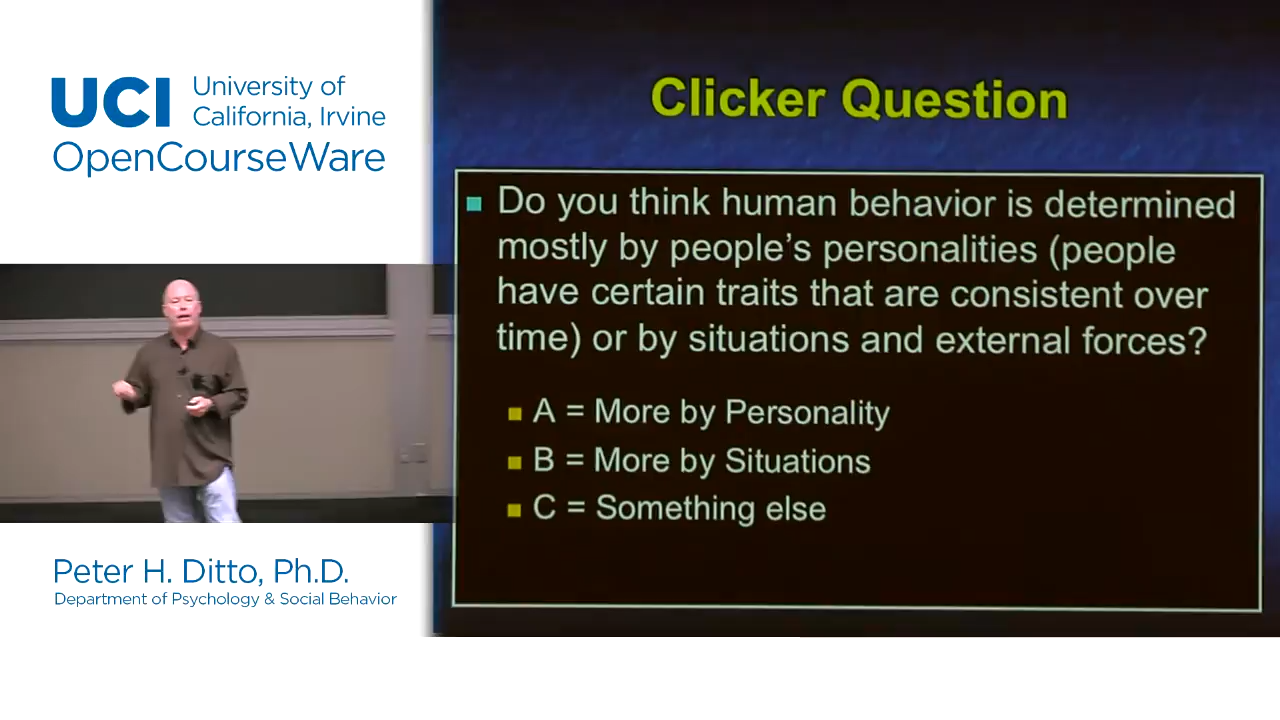 UCI University of
California, Irvine
OpenCourseWare
Peter H. Ditto, Ph.D.
Department of Psychology & Social Behavior
Clicker Question
Do you think human behavior is determined
mostly by people's personalities (people
have certain traits that are consistent over
time) or by situations and external forces?
A = More by Personality
B = More by Situations
C = Something else